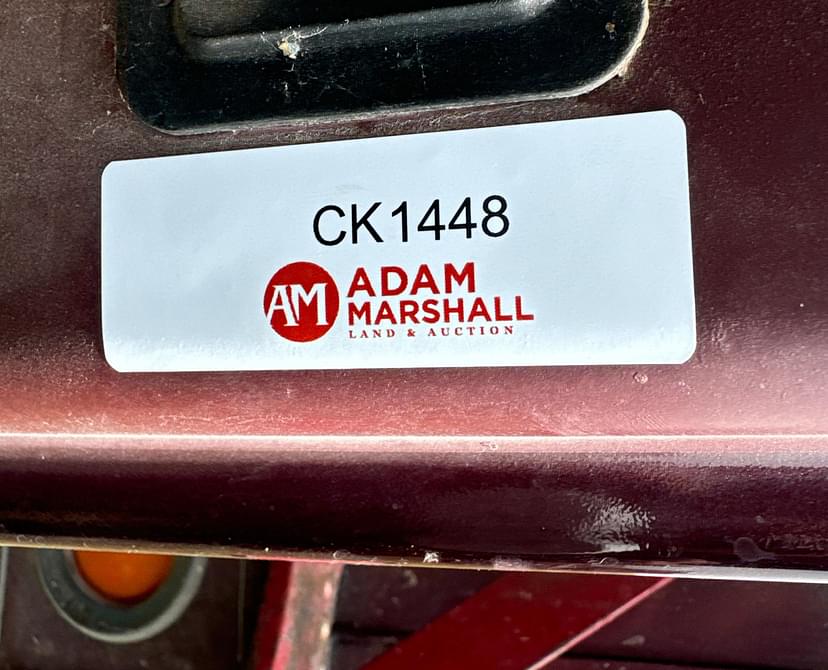 CK1448
AM ADAM
MARSHALL
LAND & AUCTION